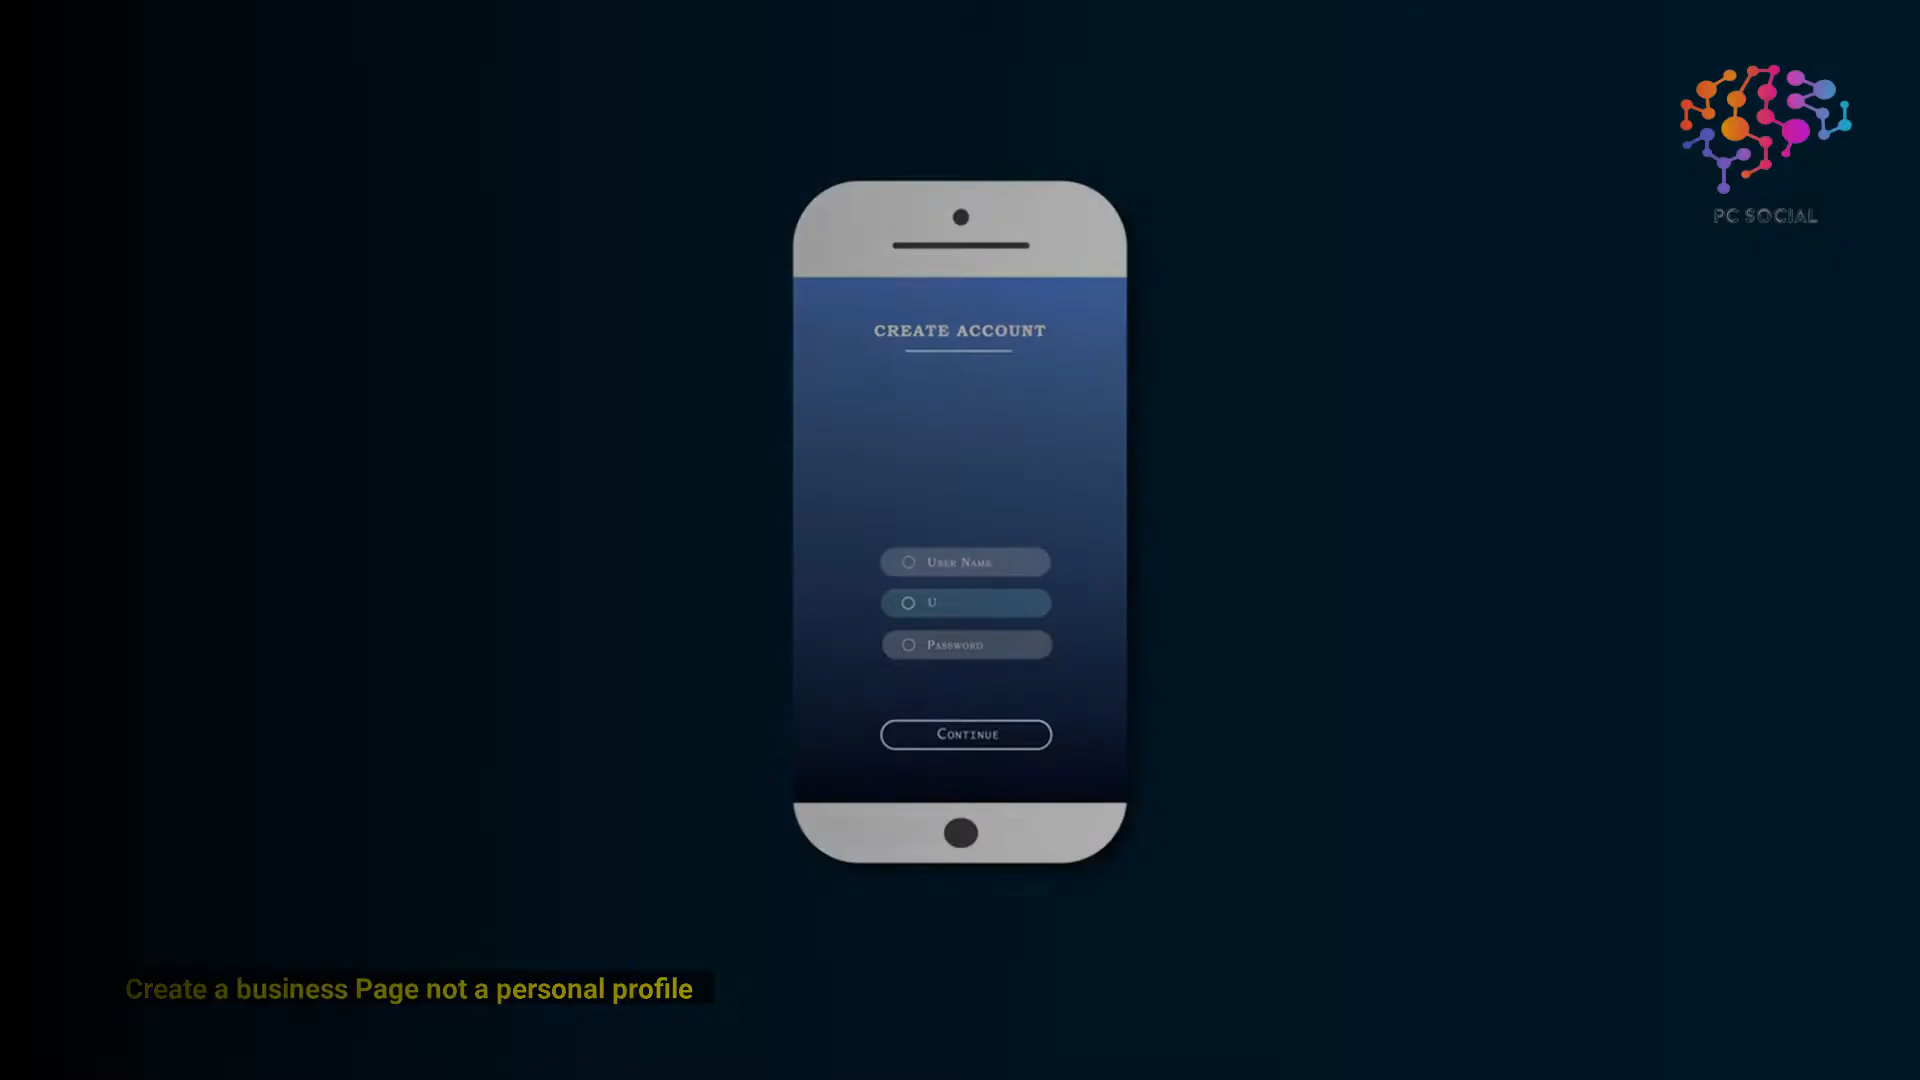 PC SOCIAL
CREATE ACCOUNT
User Name
U
Password
Continue
Create a business Page not a personal profile